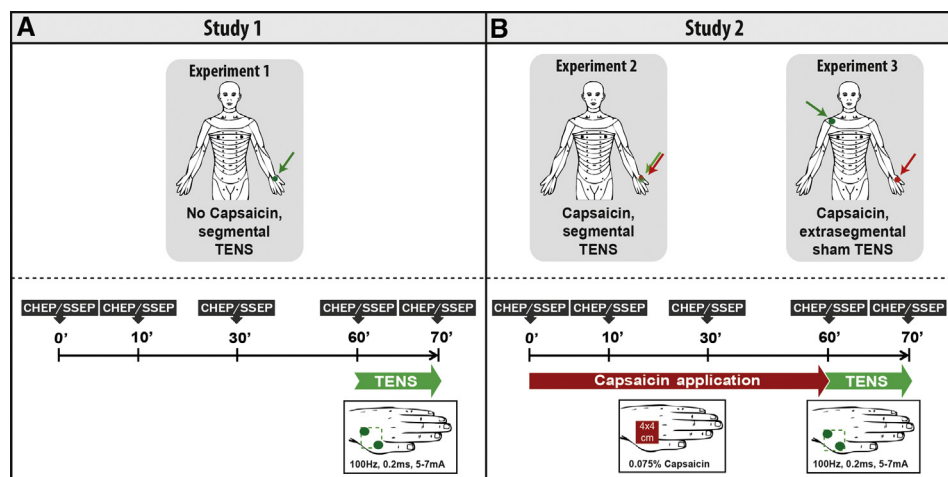 A
Study 1
Experiment 1
No Capsaicin,
segmental
TENS
CHEP/SSEP CHEP/SSEP CHEP/SSEP CHEP/SSEP CHEP/SSEP
0' 10' 30' 60' 70'
TENS
100Hz, 0.2ms, 5-7mA
B
Study 2
Experiment 2
Capsaicin,
segmental
TENS
Experiment 3
Capsaicin,
extrasegmental
sham TENS
CHEP/SSEP CHEP/SSEP CHEP/SSEP CHEP/SSEP CHEP/SSEP
0' 10' 30' 60' 70'
Capsaicin application TENS
4x4
cm
0.075% Capsaicin
100Hz, 0.2ms, 5-7mA